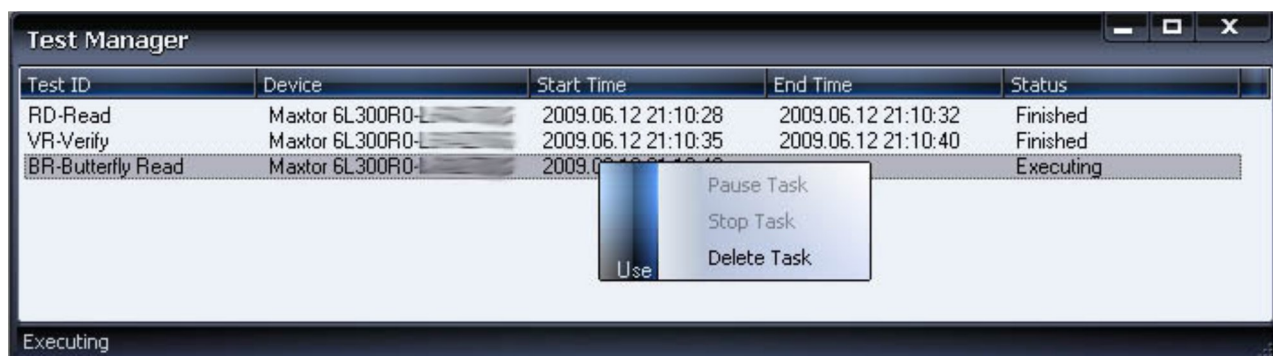 Test Manager
Test ID Device Start Time End Time Status
RD-Read Maxtor 6L300R0- 2009.06.12 21:10:28 2009.06.12 21:10:32 Finished
VR-Verify Maxtor 6L300R0- 2009.06.12 21:10:35 2009.06.12 21:10:40 Finished
BR-Butterfly Read Maxtor 6L300R0- Executing
Pause Task
Stop Task
Delete Task
Use
Executing